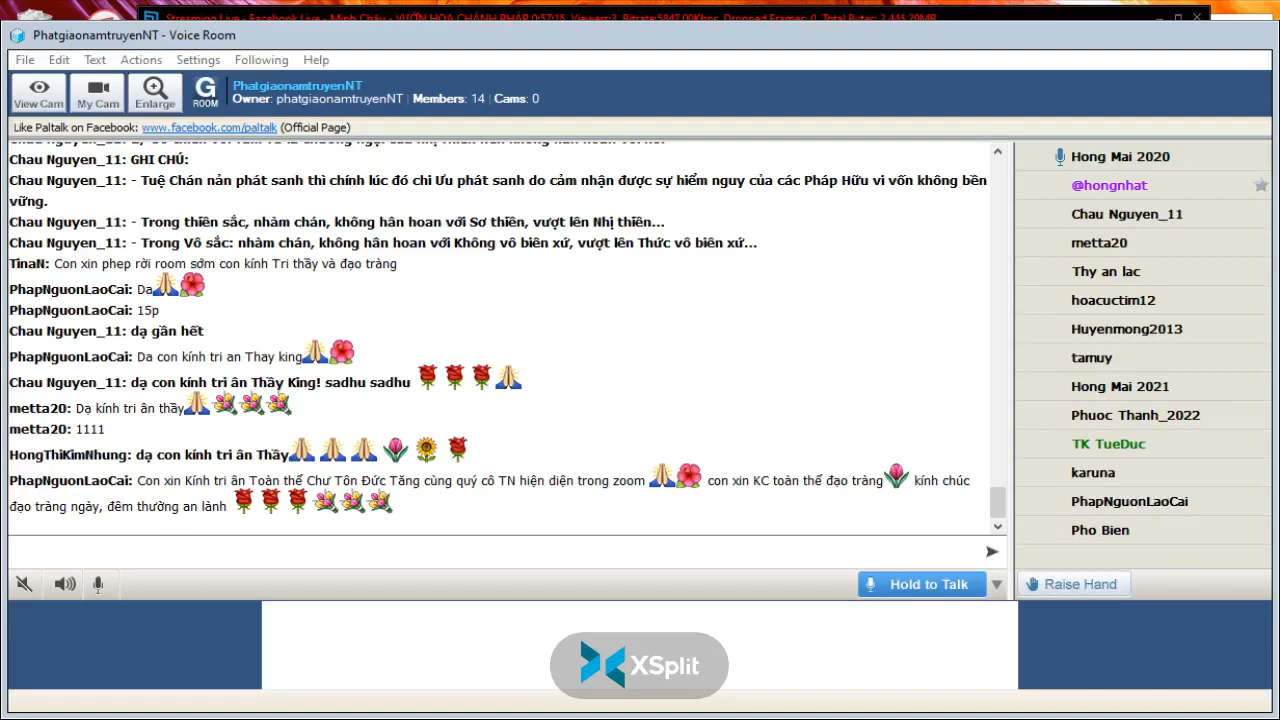 Streaming Live - Facebook Live - Minh Châu - VƯỜN HOA CHÁNH PHÁP 0:57:15, Viewers:3, Bitrate:5847.00Kbps, Dropped Frames: 0, Total Bytes: 2,445.29MB
PhatgiaonamtruyenNT - Voice Room
File Edit Text Actions Settings Following Help
View Cam
My Cam
Enlarge
G ROOM
PhatgiaonamtruyenNT
Owner: phatgiaonamtruyenNT | Members: 14 | Cams: 0
Like Paltalk on Facebook: www.facebook.com/paltalk (Official Page)
Chau Nguyen_11: GHI CHÚ:
Chau Nguyen_11: - Tuệ Chán nản phát sanh thì chính lúc đó chi Ưu phát sanh do cảm nhận được sự hiểm nguy của các Pháp Hữu vi vốn không bền
vững.
Chau Nguyen_11: - Trong thiền sắc, nhàm chán, không hân hoan với Sơ thiền, vượt lên Nhị thiền...
Chau Nguyen_11: - Trong Vô sắc: nhàm chán, không hân hoan với Không vô biên xứ, vượt lên Thức vô biên xứ...
TinaN: Con xin phep rời room sớm con kính Tri thầy và đạo tràng
PhapNguonLaoCai: Da
PhapNguonLaoCai: 15p
Chau Nguyen_11: dạ gần hết
PhapNguonLaoCai: Da con kính tri an Thay king
Chau Nguyen_11: dạ con kính tri ân Thầy King! sadhu sadhu
metta20: Dạ kính tri ân thầy
metta20: 1111
HongThiKimNhung: dạ con kính tri ân Thầy
PhapNguonLaoCai: Con xin Kính tri ân Toàn thể Chư Tôn Đức Tăng cùng quý cô TN hiện diện trong zoom con xin KC toàn thể đạo tràng kính chúc
đạo tràng ngày, đêm thường an lành
Hold to Talk
Hong Mai 2020
@hongnhat
Chau Nguyen_11
metta20
Thy an lac
hoacuctim12
Huyenmong2013
tamuy
Hong Mai 2021
Phuoc Thanh_2022
TK TueDuc
karuna
PhapNguonLaoCai
Pho Bien
Raise Hand
XSplit